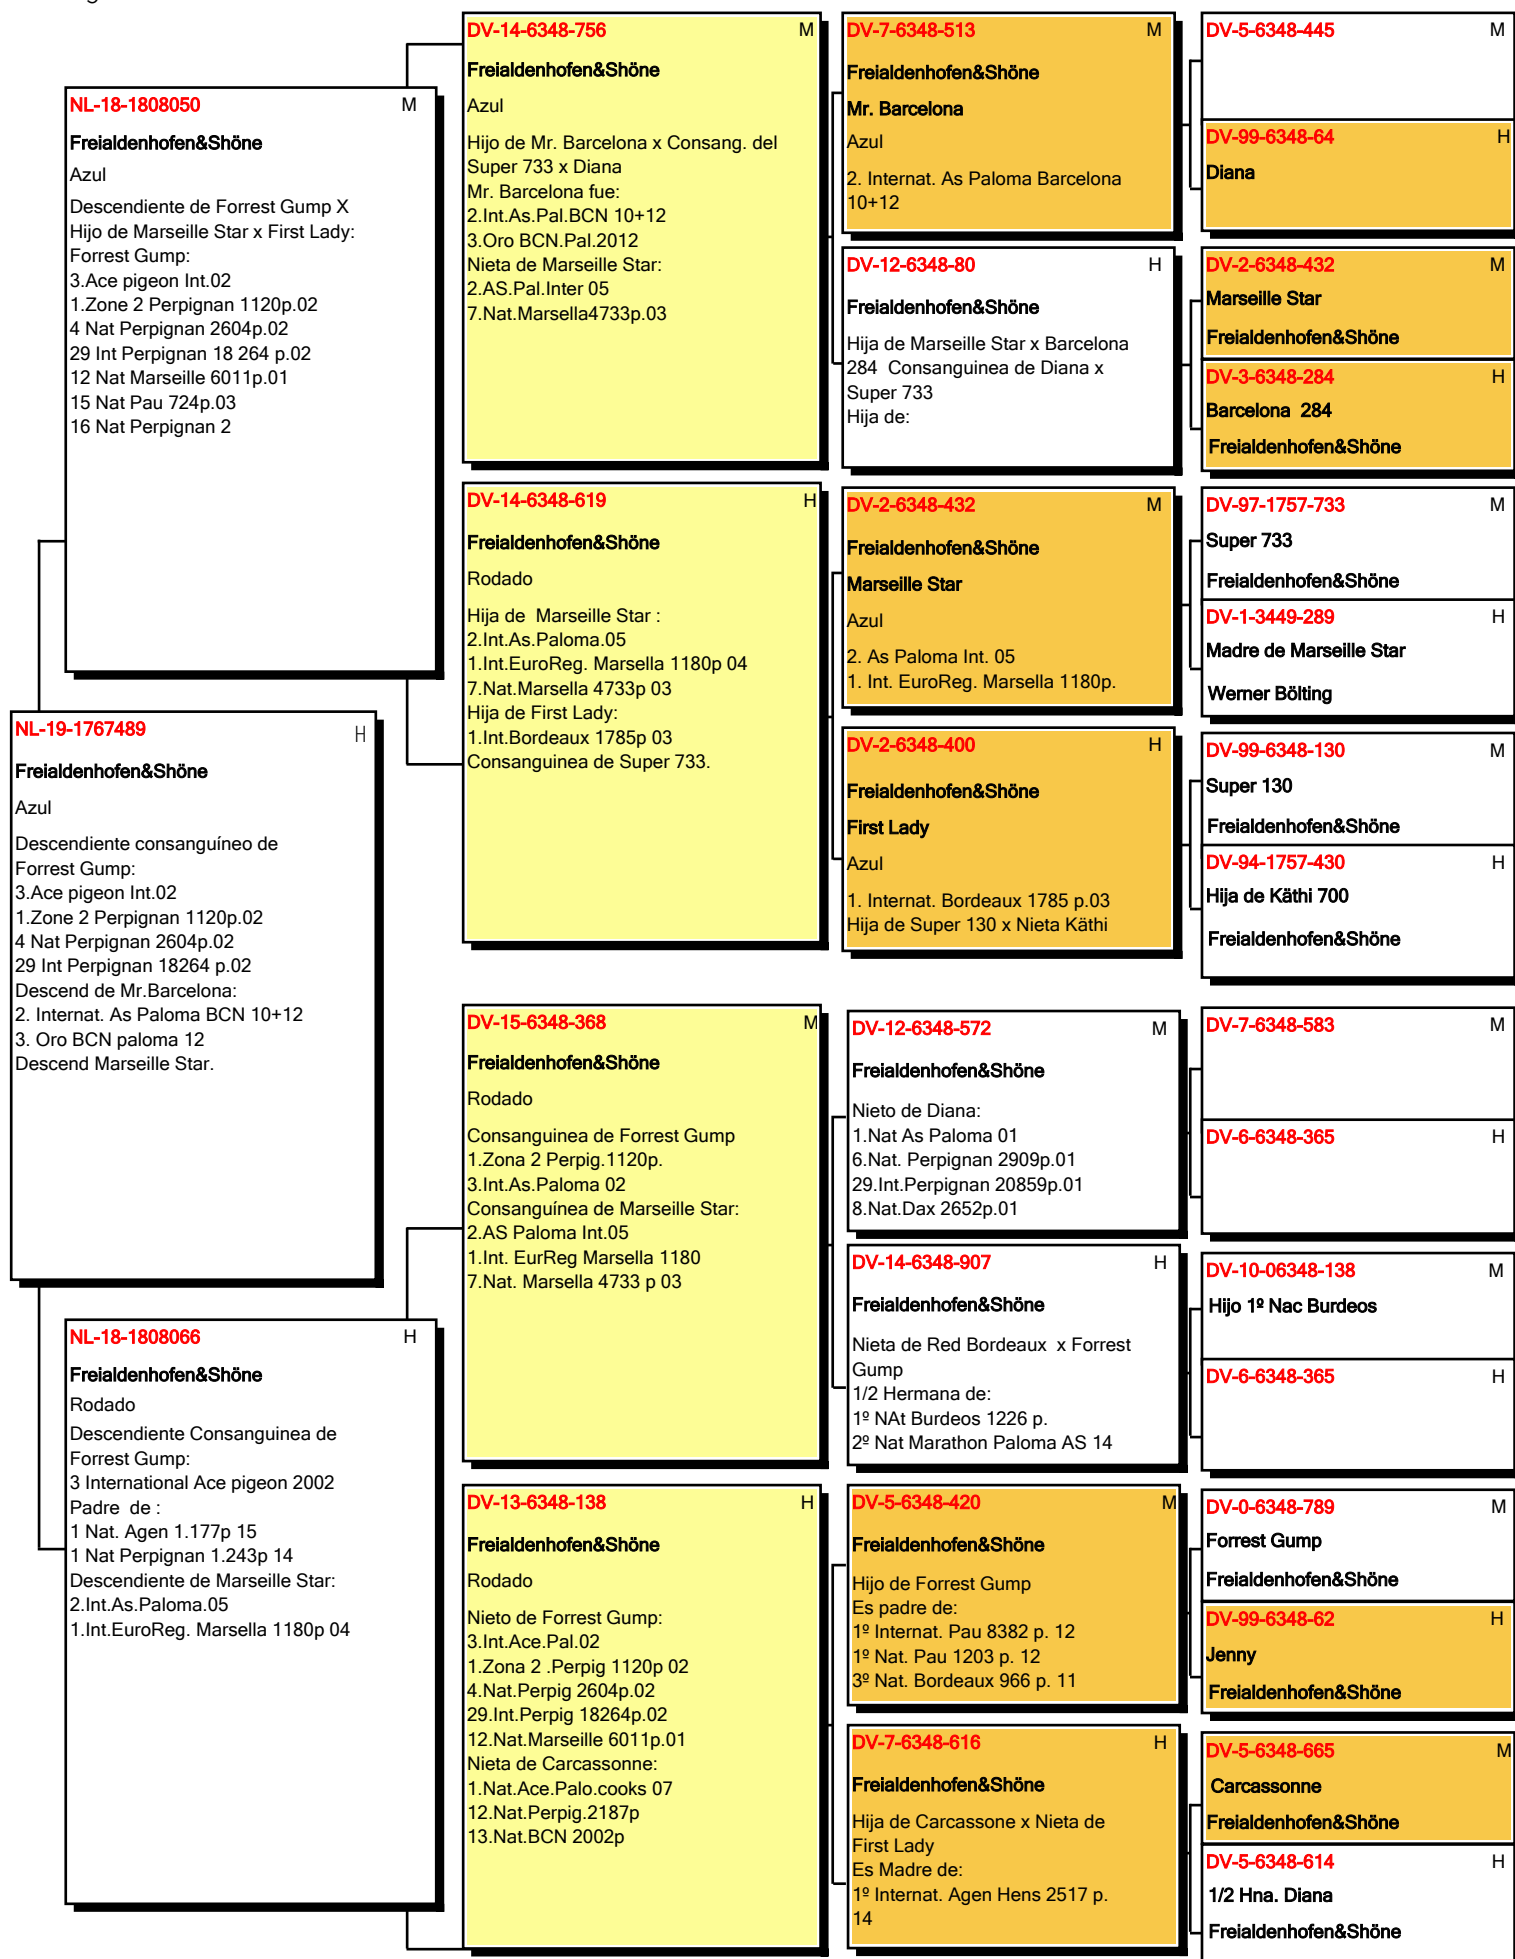 NL-19-1767489 H
Freialdenhofen&Shöne
Azul
Descendiente consanguíneo de
Forrest Gump:
3.Ace pigeon Int.02
1.Zone 2 Perpignan 1120p.02
4 Nat Perpignan 2604p.02
29 Int Perpignan 18264 p.02
Descend de Mr.Barcelona:
2. Internat. As Paloma BCN 10+12
3. Oro BCN paloma 12
Descend Marseille Star.
NL-18-1808050 M
Freialdenhofen&Shöne
Azul
Descendiente de Forrest Gump X
Hijo de Marseille Star x First Lady:
Forrest Gump:
3.Ace pigeon Int.02
1.Zone 2 Perpignan 1120p.02
4 Nat Perpignan 2604p.02
29 Int Perpignan 18 264 p.02
12 Nat Marseille 6011p.01
15 Nat Pau 724p.03
16 Nat Perpignan 2
NL-18-1808066 H
Freialdenhofen&Shöne
Rodado
Descendiente Consanguinea de
Forrest Gump:
3 International Ace pigeon 2002
Padre de :
1 Nat. Agen 1.177p 15
1 Nat Perpignan 1.243p 14
Descendiente de Marseille Star:
2.Int.As.Paloma.05
1.Int.EuroReg. Marsella 1180p 04
DV-14-6348-756 M
Freialdenhofen&Shöne
Azul
Hijo de Mr. Barcelona x Consang. del
Super 733 x Diana
Mr. Barcelona fue:
2.Int.As.Pal.BCN 10+12
3.Oro BCN.Pal.2012
Nieta de Marseille Star:
2.AS.Pal.Inter 05
7.Nat.Marsella4733p.03
DV-14-6348-619 H
Freialdenhofen&Shöne
Rodado
Hija de Marseille Star :
2.Int.As.Paloma.05
1.Int.EuroReg. Marsella 1180p 04
7.Nat.Marsella 4733p 03
Hija de First Lady:
1.Int.Bordeaux 1785p 03
Consanguinea de Super 733.
DV-15-6348-368 M
Freialdenhofen&Shöne
Rodado
Consanguinea de Forrest Gump
1.Zona 2 Perpig.1120p.
3.Int.As.Paloma 02
Consanguínea de Marseille Star:
2.AS Paloma Int.05
1.Int. EurReg Marsella 1180
7.Nat. Marsella 4733 p 03
DV-13-6348-138 H
Freialdenhofen&Shöne
Rodado
Nieto de Forrest Gump:
3.Int.Ace.Pal.02
1.Zona 2 .Perpig 1120p 02
4.Nat.Perpig 2604p.02
29.Int.Perpig 18264p.02
12.Nat.Marseille 6011p.01
Nieta de Carcassonne:
1.Nat.Ace.Palo.cooks 07
12.Nat.Perpig.2187p
13.Nat.BCN 2002p
DV-7-6348-513 M
Freialdenhofen&Shöne
Mr. Barcelona
Azul
2. Internat. As Paloma Barcelona
10+12
DV-12-6348-80 H
Freialdenhofen&Shöne
Hija de Marseille Star x Barcelona
284 Consanguinea de Diana x
Super 733
Hija de:
DV-2-6348-432 M
Freialdenhofen&Shöne
Marseille Star
Azul
2. As Paloma Int. 05
1. Int. EuroReg. Marsella 1180p.
DV-2-6348-400 H
Freialdenhofen&Shöne
First Lady
Azul
1. Internat. Bordeaux 1785 p.03
Hija de Super 130 x Nieta Käthi
DV-12-6348-572 M
Freialdenhofen&Shöne
Nieto de Diana:
1.Nat As Paloma 01
6.Nat. Perpignan 2909p.01
29.Int.Perpignan 20859p.01
8.Nat.Dax 2652p.01
DV-14-6348-907 H
Freialdenhofen&Shöne
Nieta de Red Bordeaux x Forrest
Gump
1/2 Hermana de:
1º NAt Burdeos 1226 p.
2º Nat Marathon Paloma AS 14
DV-5-6348-420 M
Freialdenhofen&Shöne
Hijo de Forrest Gump
Es padre de:
1º Internat. Pau 8382 p. 12
1º Nat. Pau 1203 p. 12
3º Nat. Bordeaux 966 p. 11
DV-7-6348-616 H
Freialdenhofen&Shöne
Hija de Carcassone x Nieta de
First Lady
Es Madre de:
1º Internat. Agen Hens 2517 p.
14
DV-5-6348-445 M
DV-99-6348-64 H
Diana
DV-2-6348-432 M
Marseille Star
Freialdenhofen&Shöne
DV-3-6348-284 H
Barcelona 284
Freialdenhofen&Shöne
DV-97-1757-733 M
Super 733
Freialdenhofen&Shöne
DV-1-3449-289 H
Madre de Marseille Star
Werner Bölting
DV-99-6348-130 M
Super 130
Freialdenhofen&Shöne
DV-94-1757-430 H
Hija de Käthi 700
Freialdenhofen&Shöne
DV-7-6348-583 M
DV-6-6348-365 H
DV-10-06348-138 M
Hijo 1º Nac Burdeos
DV-6-6348-365 H
DV-0-6348-789 M
Forrest Gump
Freialdenhofen&Shöne
DV-99-6348-62 H
Jenny
Freialdenhofen&Shöne
DV-5-6348-665 M
Carcassonne
Freialdenhofen&Shöne
DV-5-6348-614 H
1/2 Hna. Diana
Freialdenhofen&Shöne